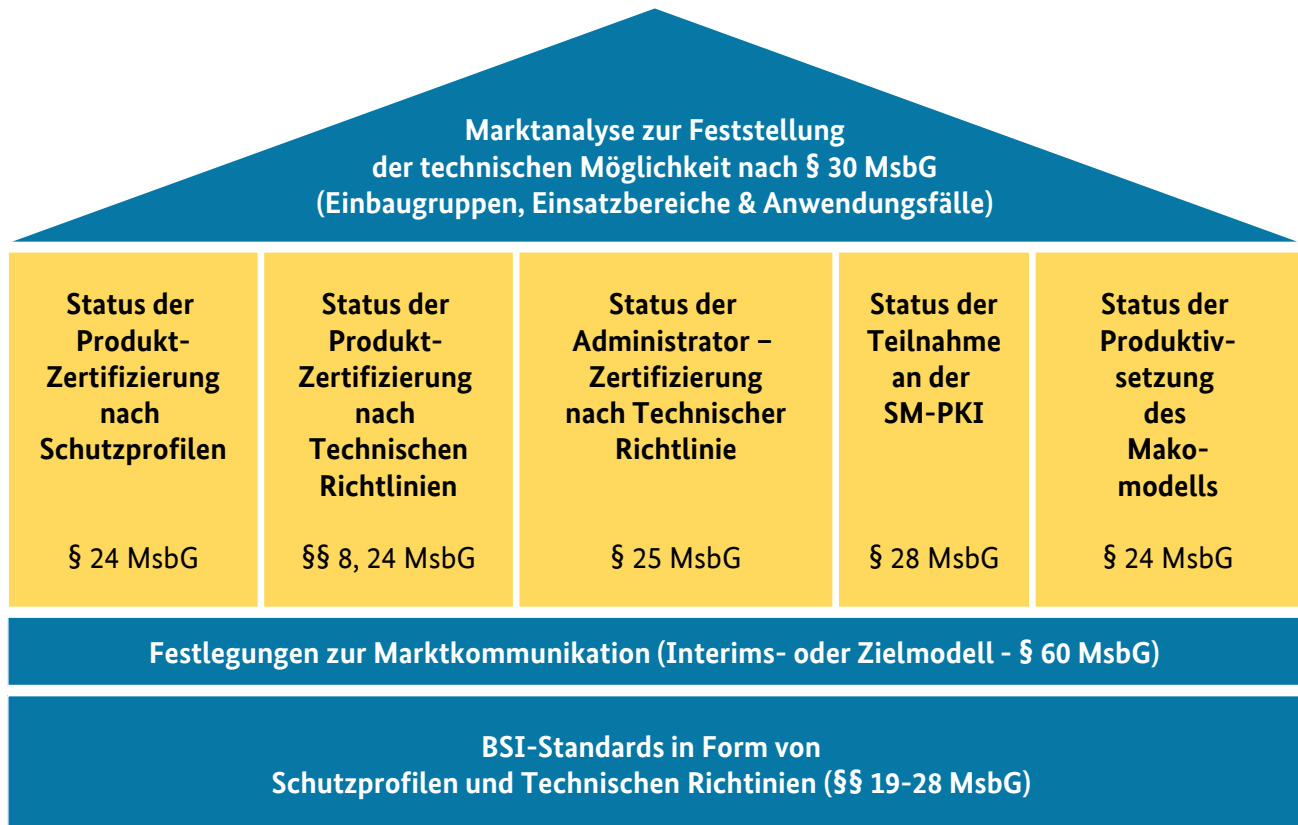 Marktanalyse zur Feststellung
der technischen Möglichkeit nach § 30 MsbG
(Einbaugruppen, Einsatzbereiche & Anwendungsfälle)
Status der
Produkt-
Zertifizierung
nach
Schutzprofilen
§ 24 MsbG
Status der
Produkt-
Zertifizierung
nach
Technischen
Richtlinien
§§ 8, 24 MsbG
Status der
Administrator –
Zertifizierung
nach Technischer
Richtlinie
§ 25 MsbG
Status der
Teilnahme
an der
SM-PKI
§ 28 MsbG
Status der
Produktiv-
setzung
des
Mako-
modells
§ 24 MsbG
Festlegungen zur Marktkommunikation (Interims- oder Zielmodell - § 60 MsbG)
BSI-Standards in Form von
Schutzprofilen und Technischen Richtinien (§§ 19-28 MsbG)